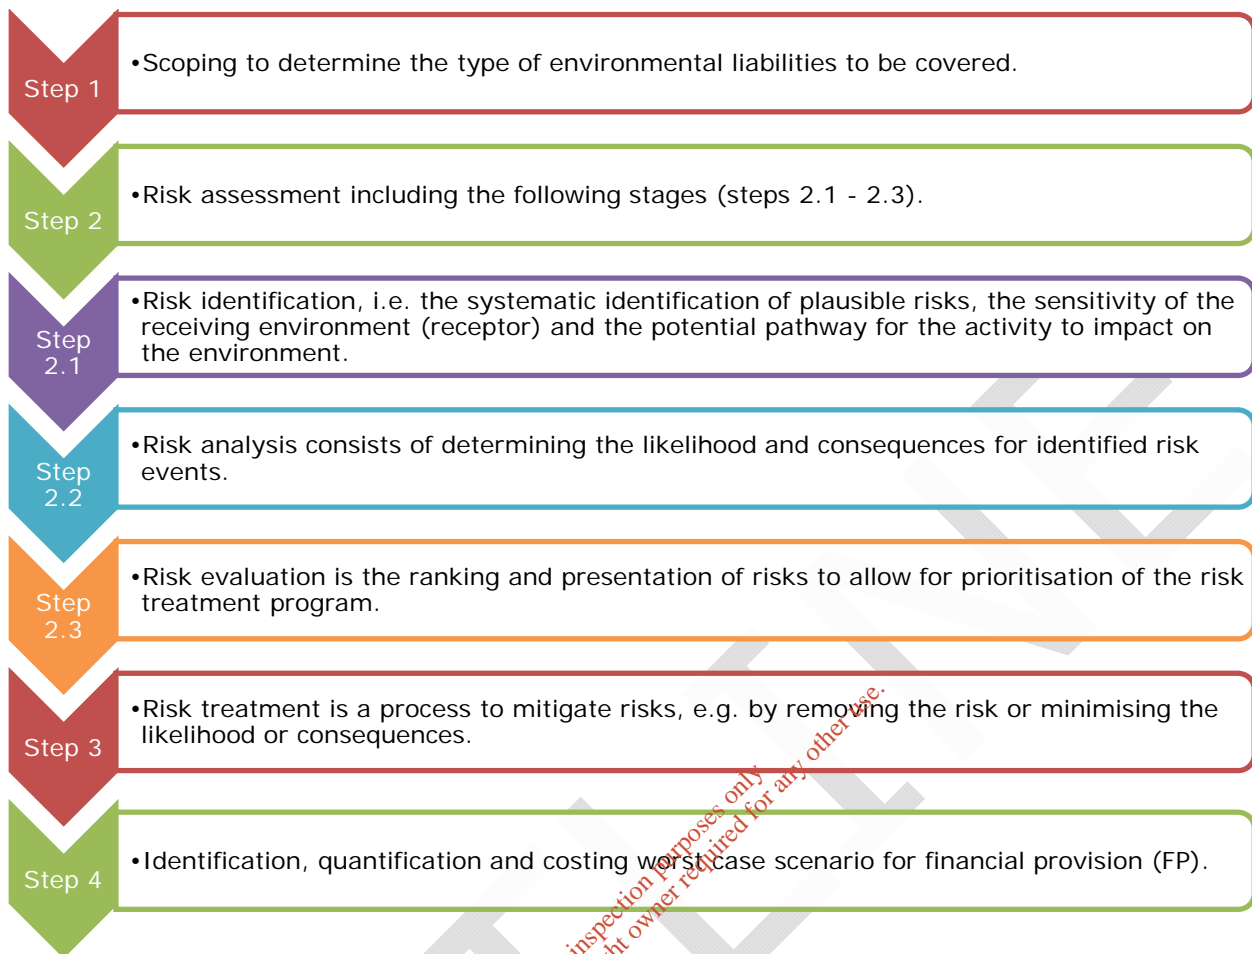 Step 1
•Scoping to determine the type of environmental liabilities to be covered.
Step 2
•Risk assessment including the following stages (steps 2.1 - 2.3).
Step
2.1
•Risk identification, i.e. the systematic identification of plausible risks, the sensitivity of the
receiving environment (receptor) and the potential pathway for the activity to impact on
the environment.
Step
2.2
•Risk analysis consists of determining the likelihood and consequences for identified risk
events.
Step
2.3
•Risk evaluation is the ranking and presentation of risks to allow for prioritisation of the risk
treatment program.
Step 3
•Risk treatment is a process to mitigate risks, e.g. by removing the risk or minimising the
likelihood or consequences.
Step 4
•Identification, quantification and costing worst case scenario for financial provision (FP).
inspection purposes only
owner required for any other use.